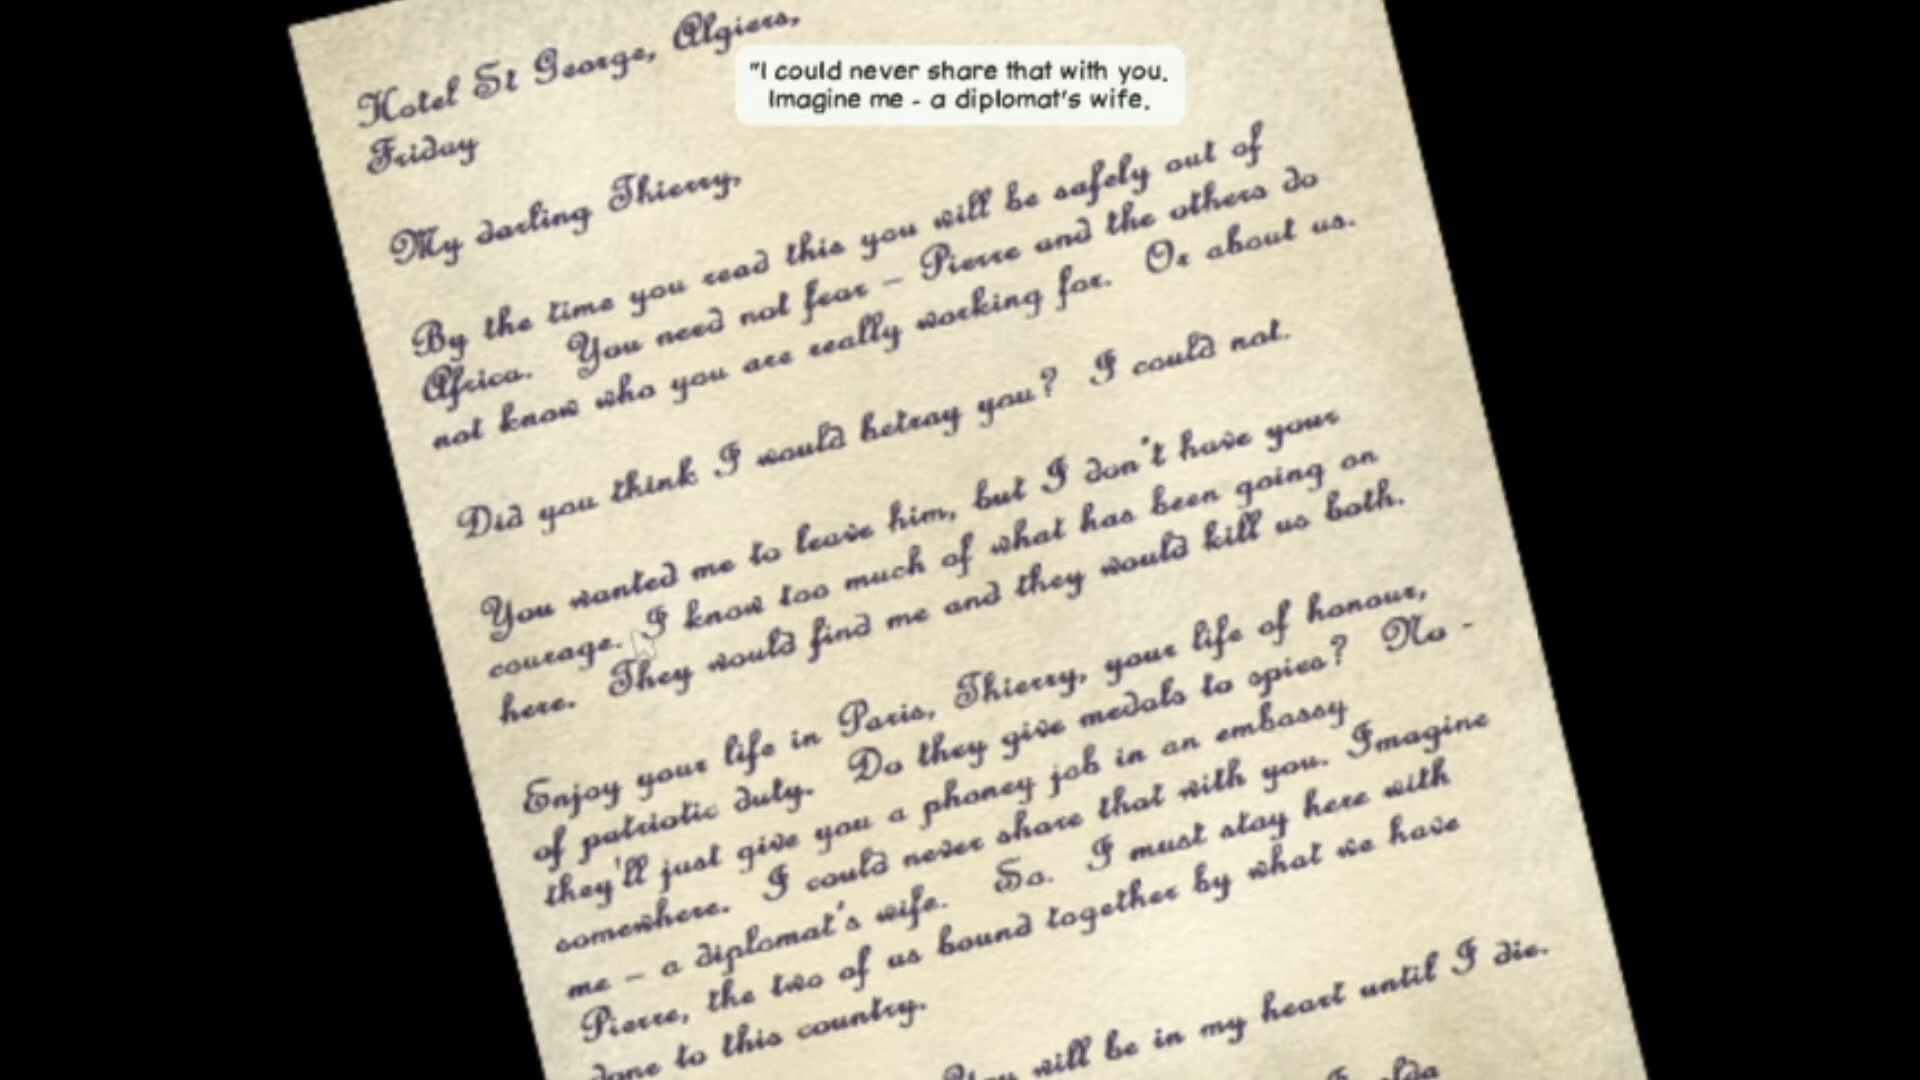 Hotel St George, Algiers,
"I could never share that with you.
Imagine me - a diplomat's wife.
Friday
My darling Thierry,
By the time you read this you will be safely out of
Africa. You need not fear – Pierre and the others do
not know who you are really working for. Or about us.
Did you think I would betray you? I could not.
You wanted me to leave him, but I don't have your
courage. I know too much of what has been going on
here. They would find me and they would kill us both.
Enjoy your life in Paris, Thierry, your life of honour,
of patriotic duty. Do they give medals to spies? No -
they'll just give you a phoney job in an embassy
somewhere. I could never share that with you. Imagine
me – a diplomat's wife. So. I must stay here with
Pierre, the two of us bound together by what we have
done to this country.
You will be in my heart until I die.